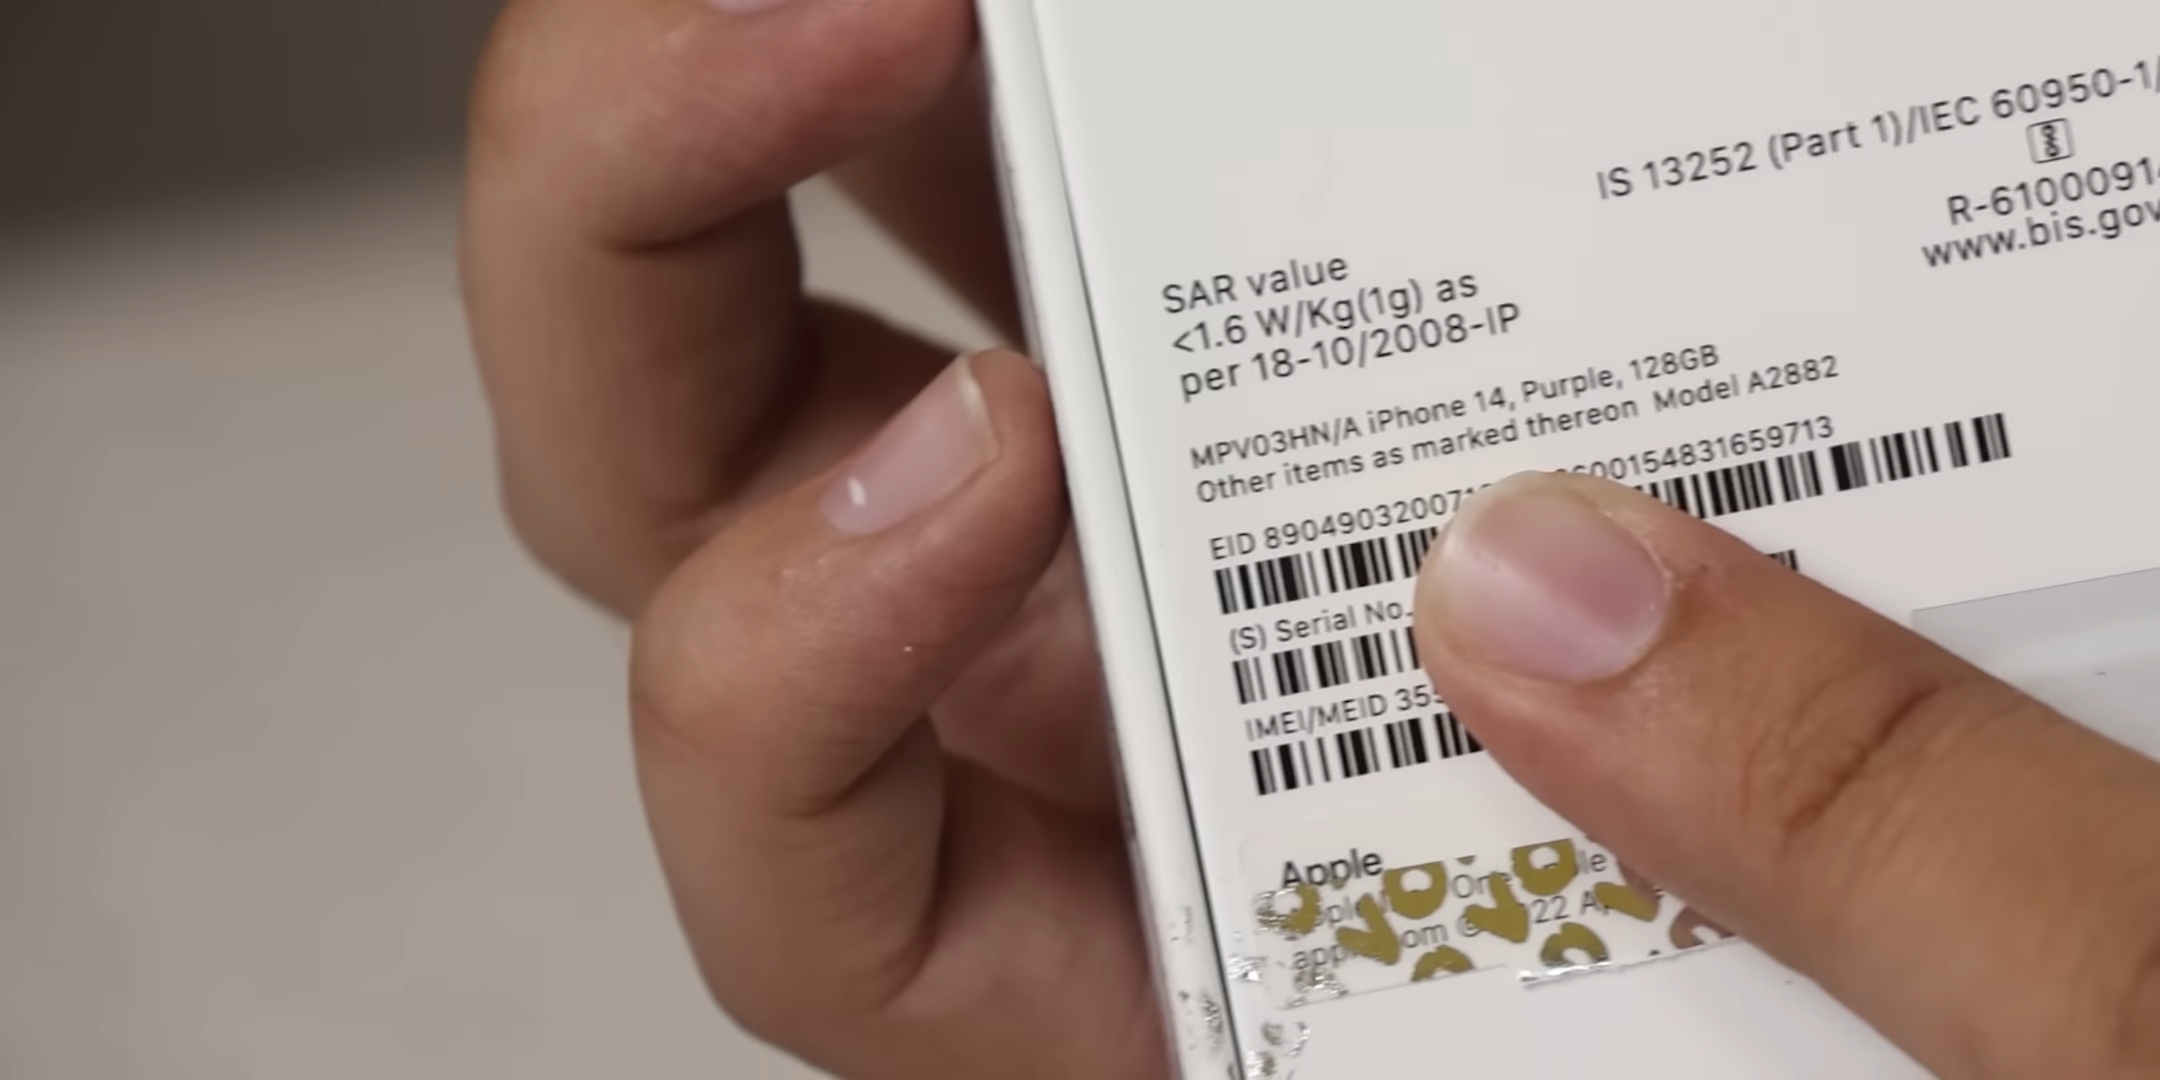 IS 13252 (Part 1)/IEC 60950-1/
R-6100091
www.bis.gov
SAR value
<1.6 W/Kg(1g) as
per 18-10/2008-IP
MPV03HN/A iPhone 14, Purple, 128GB
Other items as marked thereon Model A2882
EID 890490320071 600154831659713
(S) Serial No.
IMEI/MEID 35
Apple